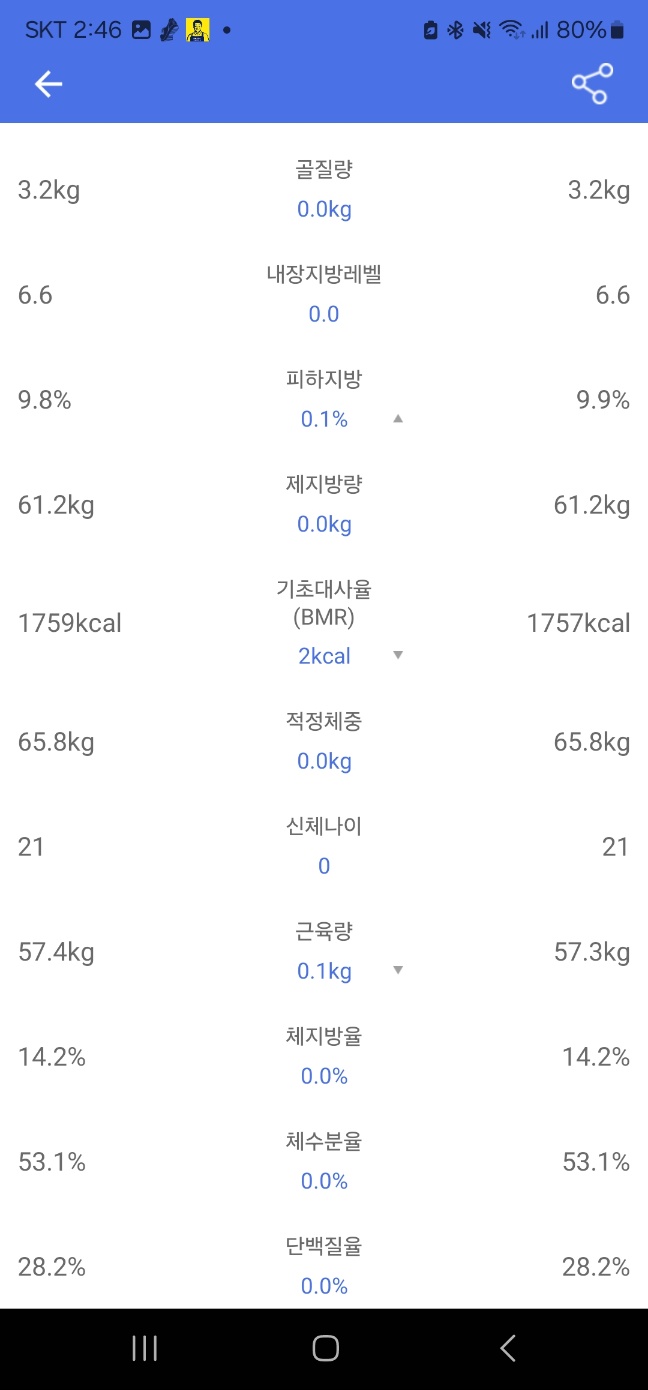 SKT 2:46 80%
골질량
3.2kg 3.2kg
0.0kg
내장지방레벨
6.6 6.6
0.0
피하지방
9.8% 9.9%
0.1% ▲
제지방량
61.2kg 61.2kg
0.0kg
기초대사율
(BMR)
1759kcal 1757kcal
2kcal ▼
적정체중
65.8kg 65.8kg
0.0kg
신체나이
21 21
0
근육량
57.4kg 57.3kg
0.1kg ▼
체지방율
14.2% 14.2%
0.0%
체수분율
53.1% 53.1%
0.0%
단백질율
28.2% 28.2%
0.0%